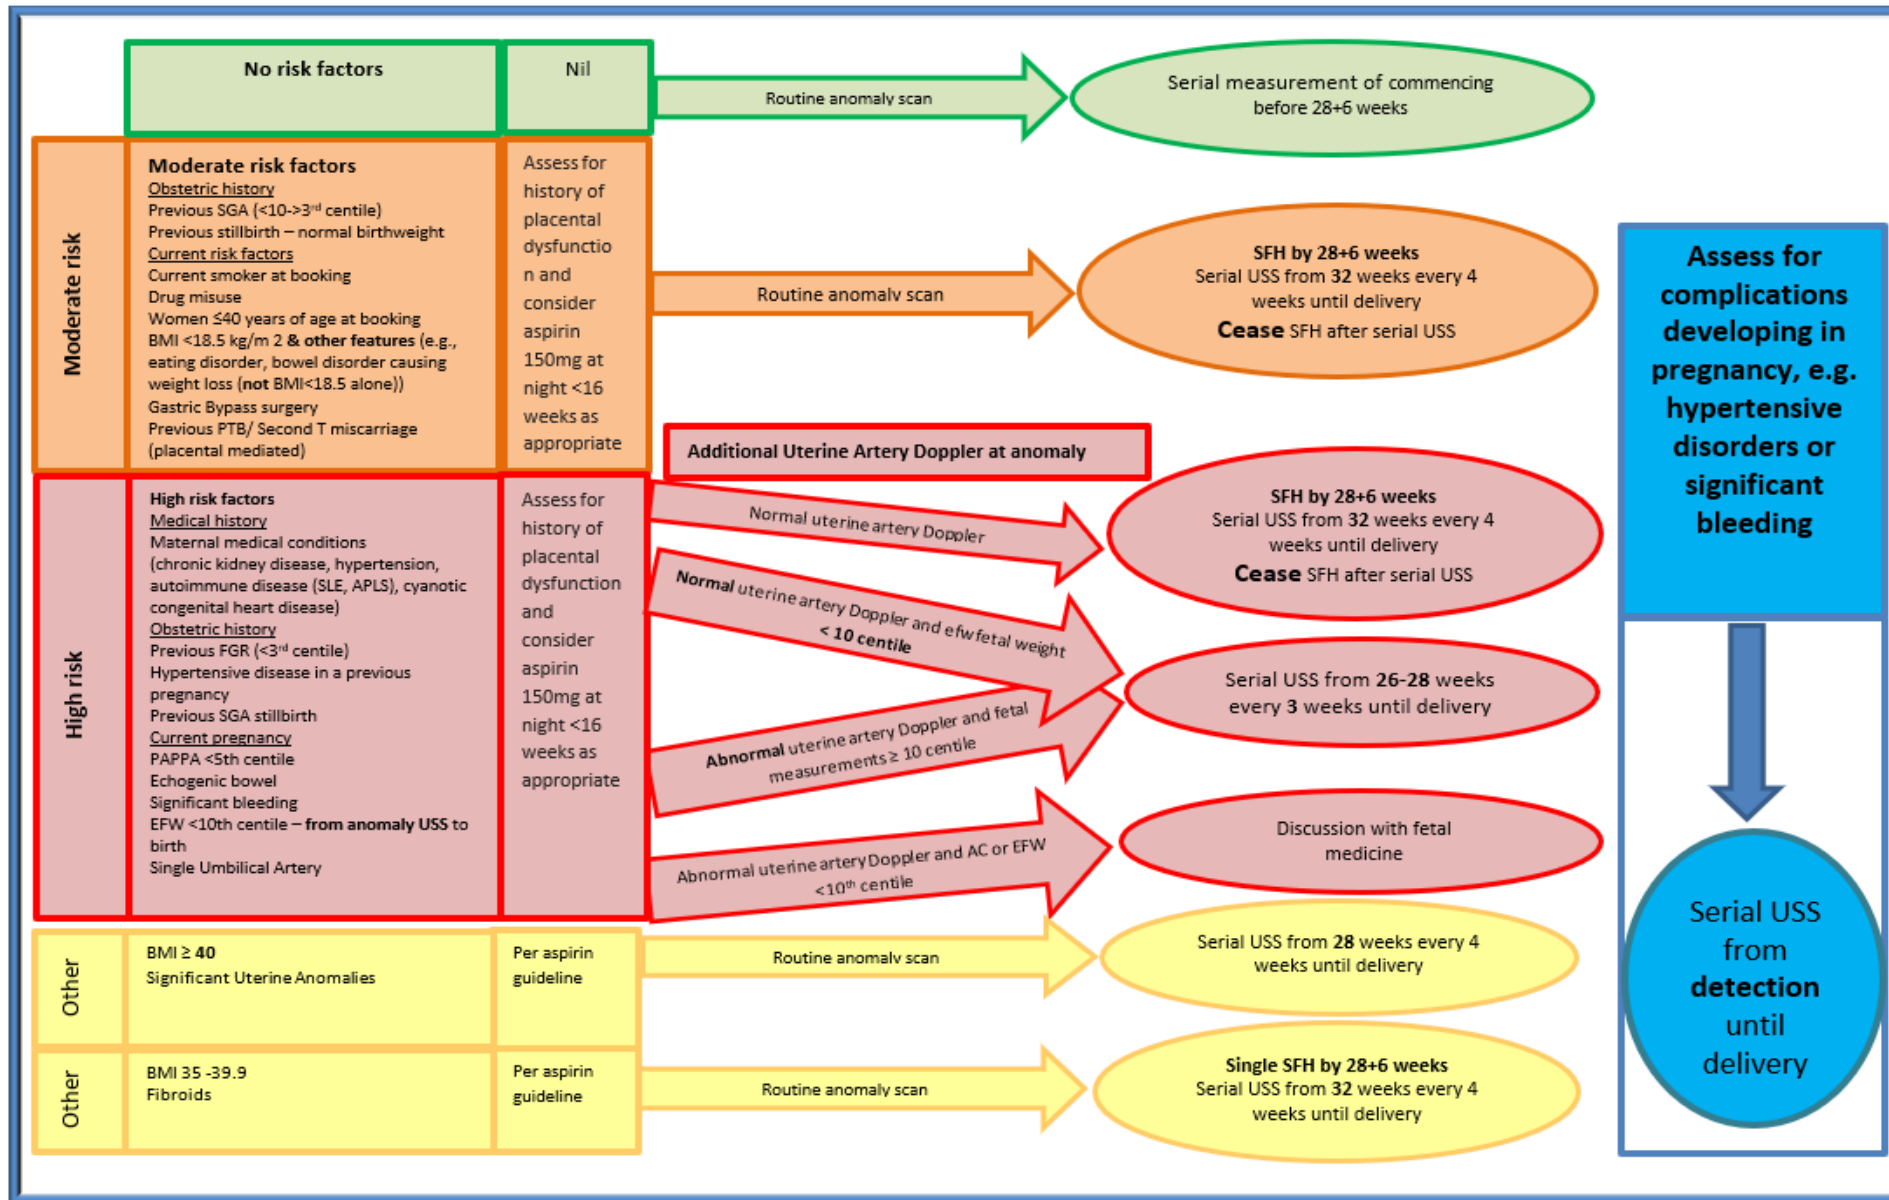 No risk factors
Nil
Routine anomaly scan
Serial measurement of commencing
before 28+6 weeks
Moderate risk
Moderate risk factors
Obstetric history
Previous SGA (<10->3rd centile)
Previous stillbirth – normal birthweight
Current risk factors
Current smoker at booking
Drug misuse
Women ≤40 years of age at booking
BMI <18.5 kg/m 2 & other features (e.g.,
eating disorder, bowel disorder causing
weight loss (not BMI<18.5 alone))
Gastric Bypass surgery
Previous PTB/ Second T miscarriage
(placental mediated)
Assess for
history of
placental
dysfunctio
n and
consider
aspirin
150mg at
night <16
weeks as
appropriate
Routine anomaly scan
SFH by 28+6 weeks
Serial USS from 32 weeks every 4
weeks until delivery
Cease SFH after serial USS
Additional Uterine Artery Doppler at anomaly
High risk
High risk factors
Medical history
Maternal medical conditions
(chronic kidney disease, hypertension,
autoimmune disease (SLE, APLS), cyanotic
congenital heart disease)
Obstetric history
Previous FGR (<3rd centile)
Hypertensive disease in a previous
pregnancy
Previous SGA stillbirth
Current pregnancy
PAPPA <5th centile
Echogenic bowel
Significant bleeding
EFW <10th centile – from anomaly USS to
birth
Single Umbilical Artery
Assess for
history of
placental
dysfunction
and
consider
aspirin
150mg at
night <16
weeks as
appropriate
Normal uterine artery Doppler
SFH by 28+6 weeks
Serial USS from 32 weeks every 4
weeks until delivery
Cease SFH after serial USS
Normal uterine artery Doppler and efw fetal weight
< 10 centile
Abnormal uterine artery Doppler and fetal
measurements ≥ 10 centile
Serial USS from 26-28 weeks
every 3 weeks until delivery
Abnormal uterine artery Doppler and AC or EFW
<10th centile
Discussion with fetal
medicine
Other
BMI ≥ 40
Significant Uterine Anomalies
Per aspirin
guideline
Routine anomaly scan
Serial USS from 28 weeks every 4
weeks until delivery
Other
BMI 35 -39.9
Fibroids
Per aspirin
guideline
Routine anomaly scan
Single SFH by 28+6 weeks
Serial USS from 32 weeks every 4
weeks until delivery
Assess for
complications
developing in
pregnancy, e.g.
hypertensive
disorders or
significant
bleeding
Serial USS
from
detection
until
delivery